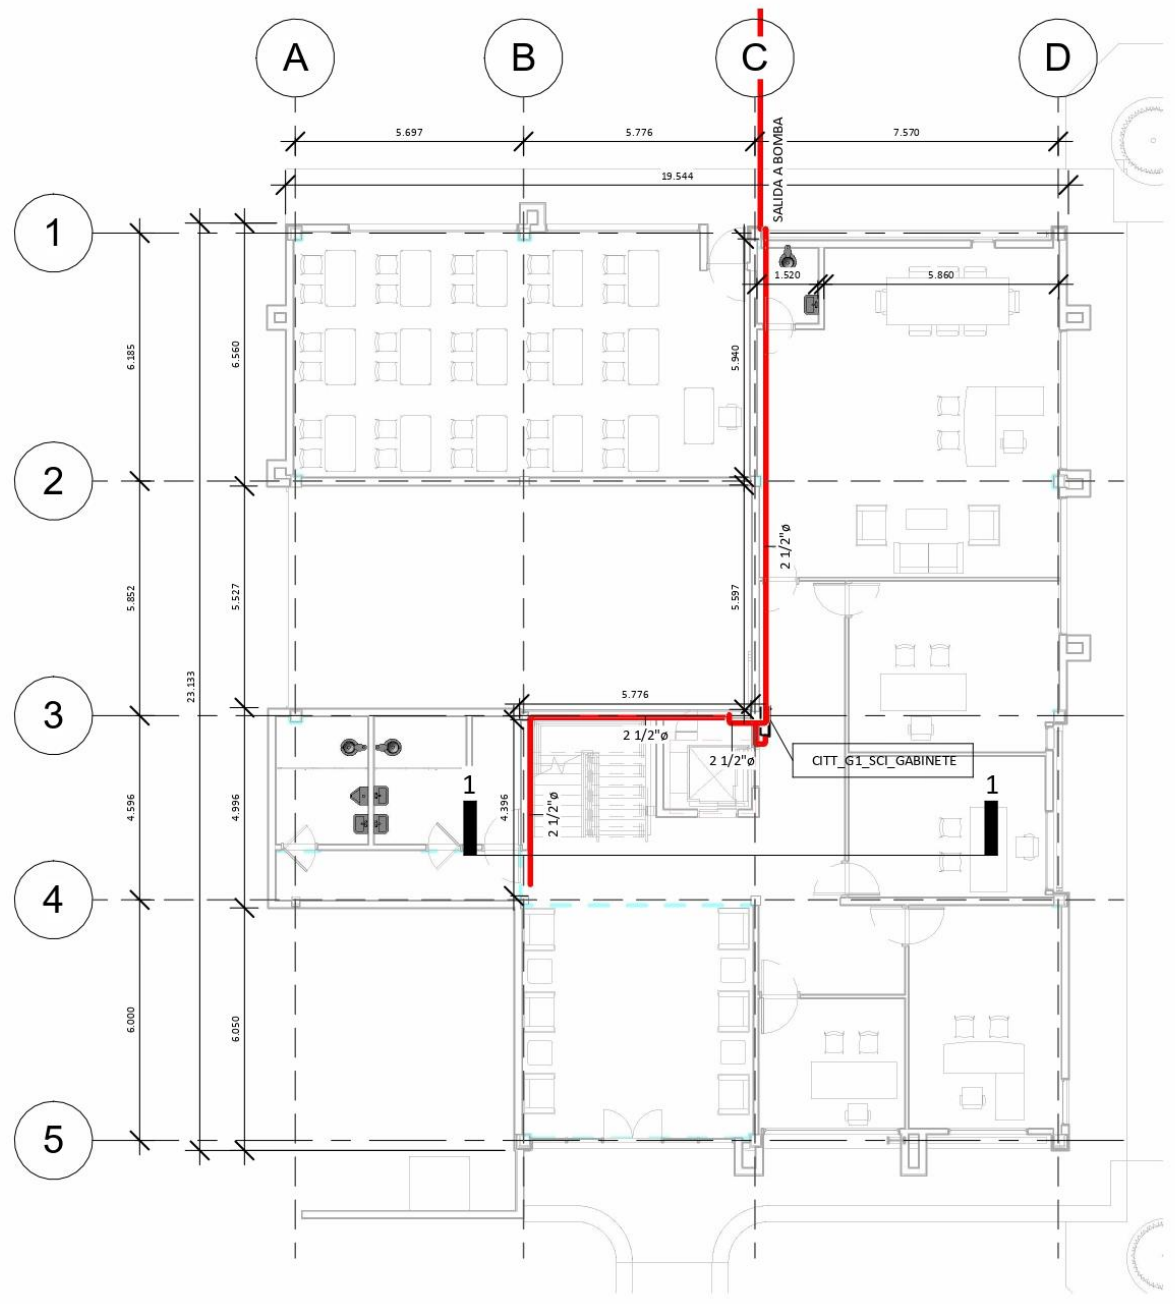 A
B
C
D
5.697
5.776
7.570
SALIDA A BOMBA
19.544
1
1.520
5.860
6.185
6.560
5.940
2
2 1/2"ø
5.852
5.527
5.597
23.133
5.776
3
2 1/2"ø
2 1/2"ø
CITT_G1_SCI_GABINETE
1
1
4.596
4.996
4.396
2 1/2"ø
4
6.000
6.050
5